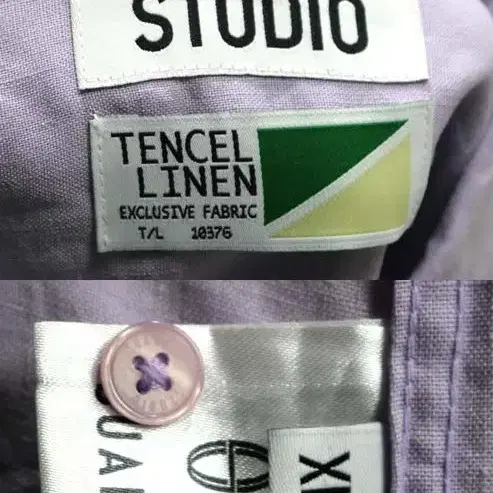 STUDIO
TENCEL
LINEN
EXCLUSIVE FABRIC
T/L 10376